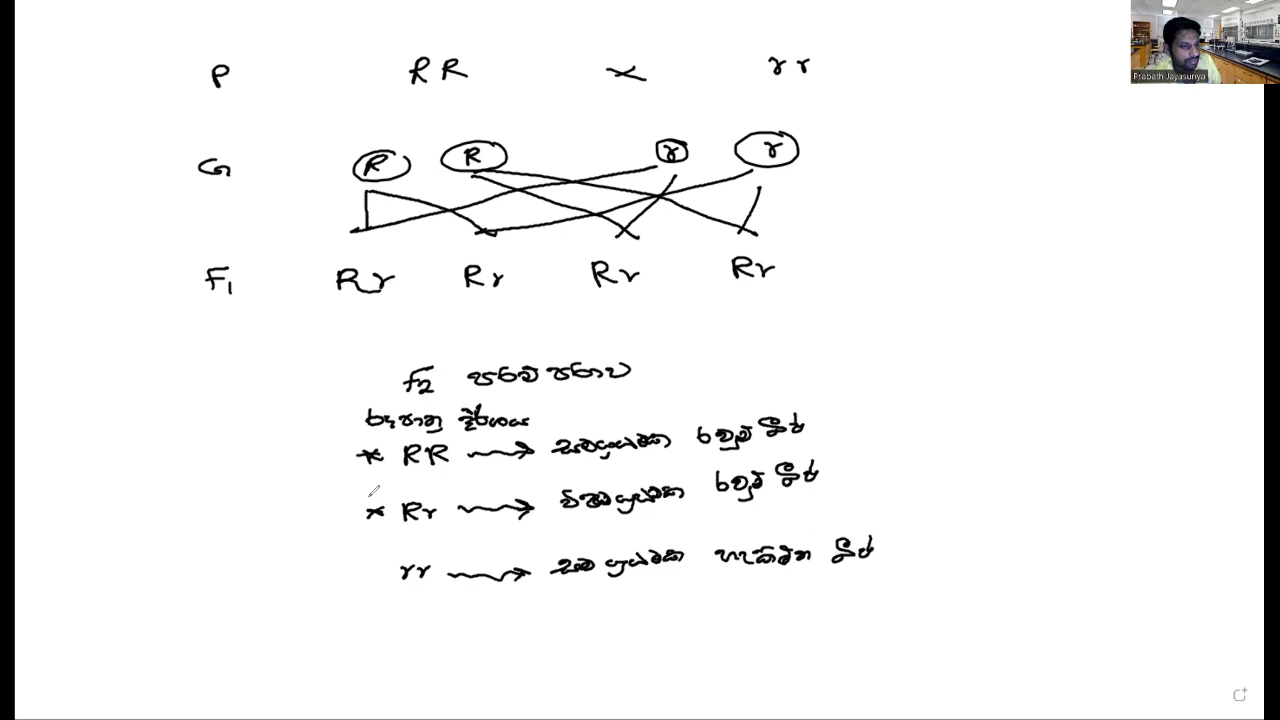 P RR × rr
G R R r r
F₁ Rr Rr Rr Rr
F₂ පරම්පරාව
රූපානු දර්ශය
* RR → සමයුග්මක රවුම් බීජ
* Rr → විෂමයුග්මක රවුම් බීජ
rr → සමයුග්මක හැකිලුන බීජ
Prabath Jayasuriya